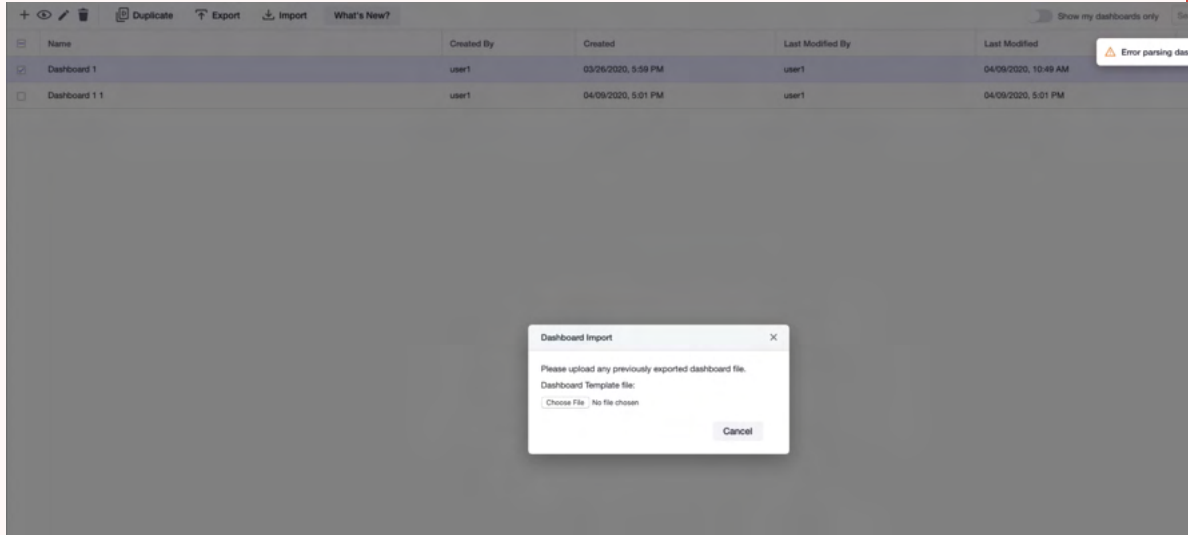 Duplicate Export Import What's New? Show my dashboards only
Name Created By Created Last Modified By Last Modified
Error parsing das
Dashboard 1 user1 03/26/2020, 5:59 PM user1 04/09/2020, 10:49 AM
Dashboard 1 1 user1 04/09/2020, 5:01 PM user1 04/09/2020, 5:01 PM
Dashboard Import
Please upload any previously exported dashboard file.
Dashboard Template file:
Choose File No file chosen
Cancel